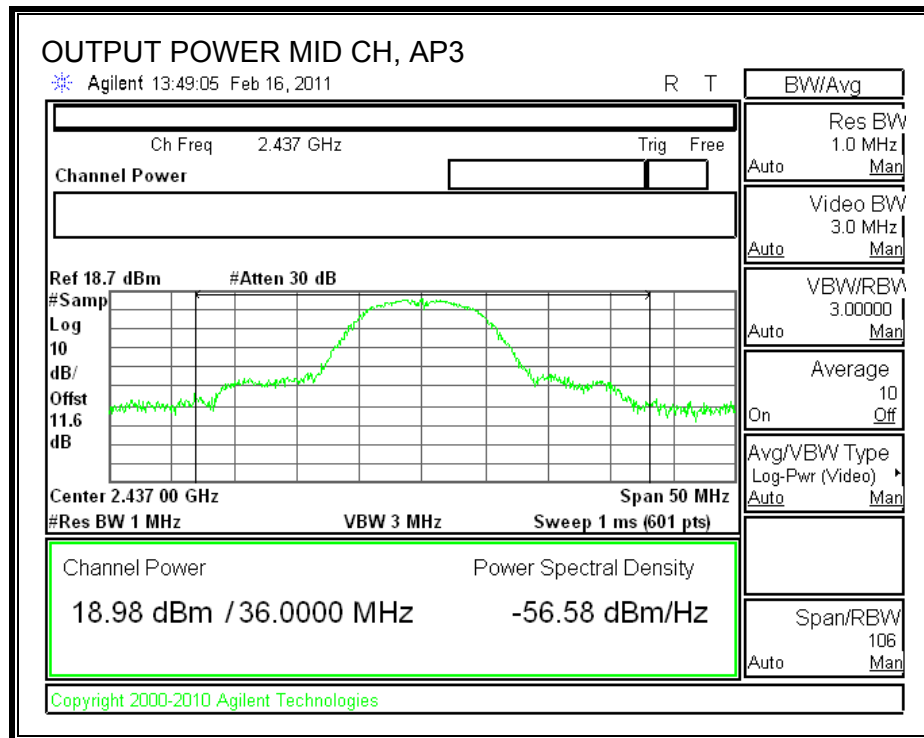 OUTPUT POWER MID CH, AP3
Agilent 13:49:05 Feb 16, 2011 R T
Ch Freq 2.437 GHz Trig Free
Channel Power
Ref 18.7 dBm #Atten 30 dB
#Samp
Log
10
dB/
Offst
11.6
dB
Center 2.437 00 GHz Span 50 MHz
#Res BW 1 MHz VBW 3 MHz Sweep 1 ms (601 pts)
Channel Power Power Spectral Density
18.98 dBm / 36.0000 MHz -56.58 dBm/Hz
Copyright 2000-2010 Agilent Technologies
BW/Avg
Res BW
1.0 MHz
Auto Man
Video BW
3.0 MHz
Auto Man
VBW/RBW
3.00000
Auto Man
Average
10
On Off
Avg/VBW Type
Log-Pwr (Video)
Auto Man
Span/RBW
106
Auto Man